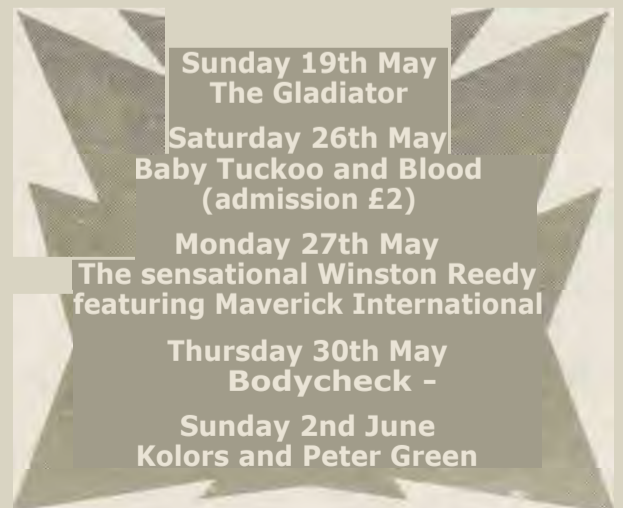 Sunday 19th May
The Gladiator
Saturday 26th May
Baby Tuckoo and Blood
(admission £2)
Monday 27th May
The sensational Winston Reedy
featuring Maverick International
Thursday 30th May
Bodycheck -
Sunday 2nd June
Kolors and Peter Green